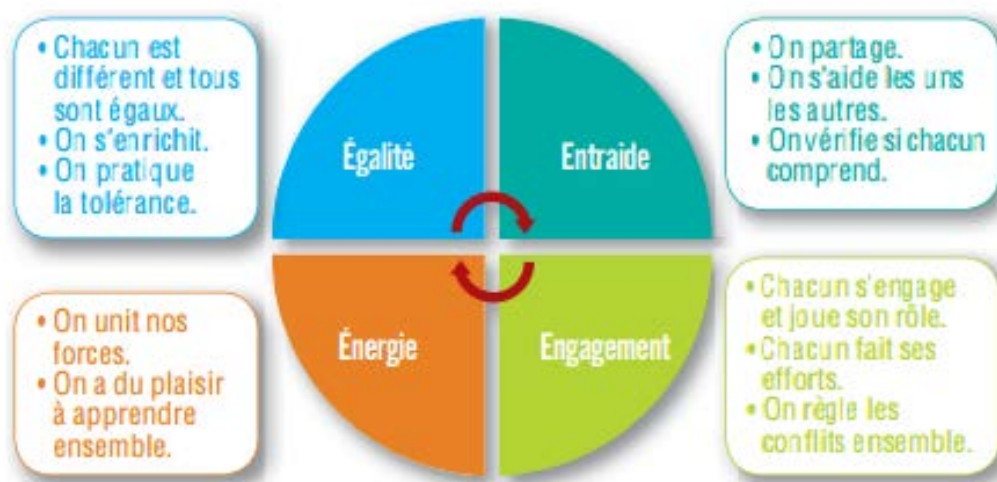 • Chacun est
différent et tous
sont égaux.
• On s'enrichit.
• On pratique
la tolérance.
Égalité
Entraide
• On partage.
• On s'aide les uns
les autres.
• On vérifie si chacun
comprend.
• On unit nos
forces.
• On a du plaisir
à apprendre
ensemble.
Énergie
Engagement
• Chacun s'engage
et joue son rôle.
• Chacun fait ses
efforts.
• On règle les
conflits ensemble.